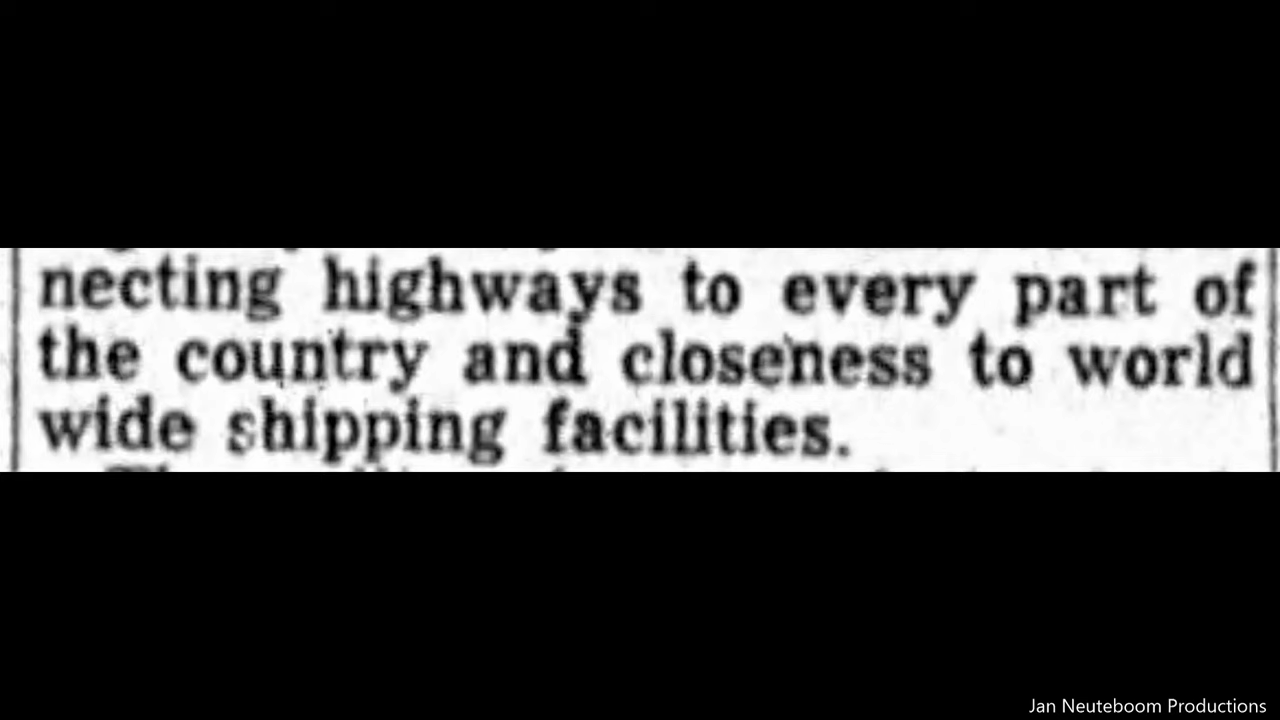 necting highways to every part of
the country and closeness to world
wide shipping facilities.
Jan Neuteboom Productions